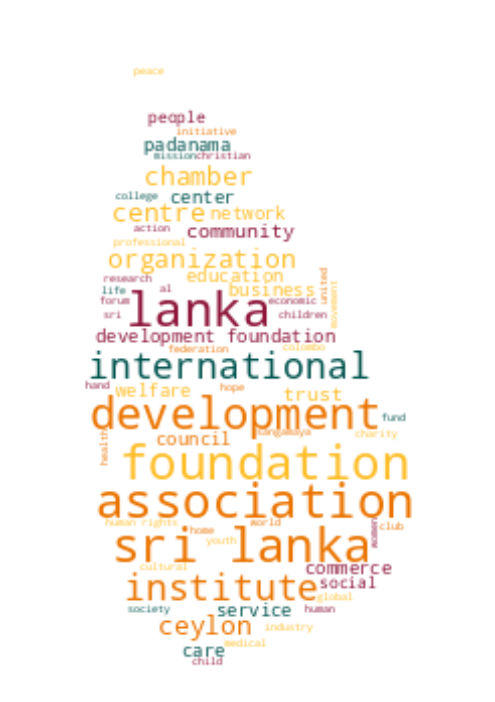 peace
people
initiative
padanama
mission christian
chamber
college center
centre network
action community
professional
organization
research education united
life al business movement
forum lanka economic
sri children
development foundation
federation colombo
international
hand welfare hope trust
development fund
council sangamaya charity
health foundation
association
human rights home world women club
sri lanka youth
cultural commerce
institute social
global
society service human
ceylon industry
medical
care
child